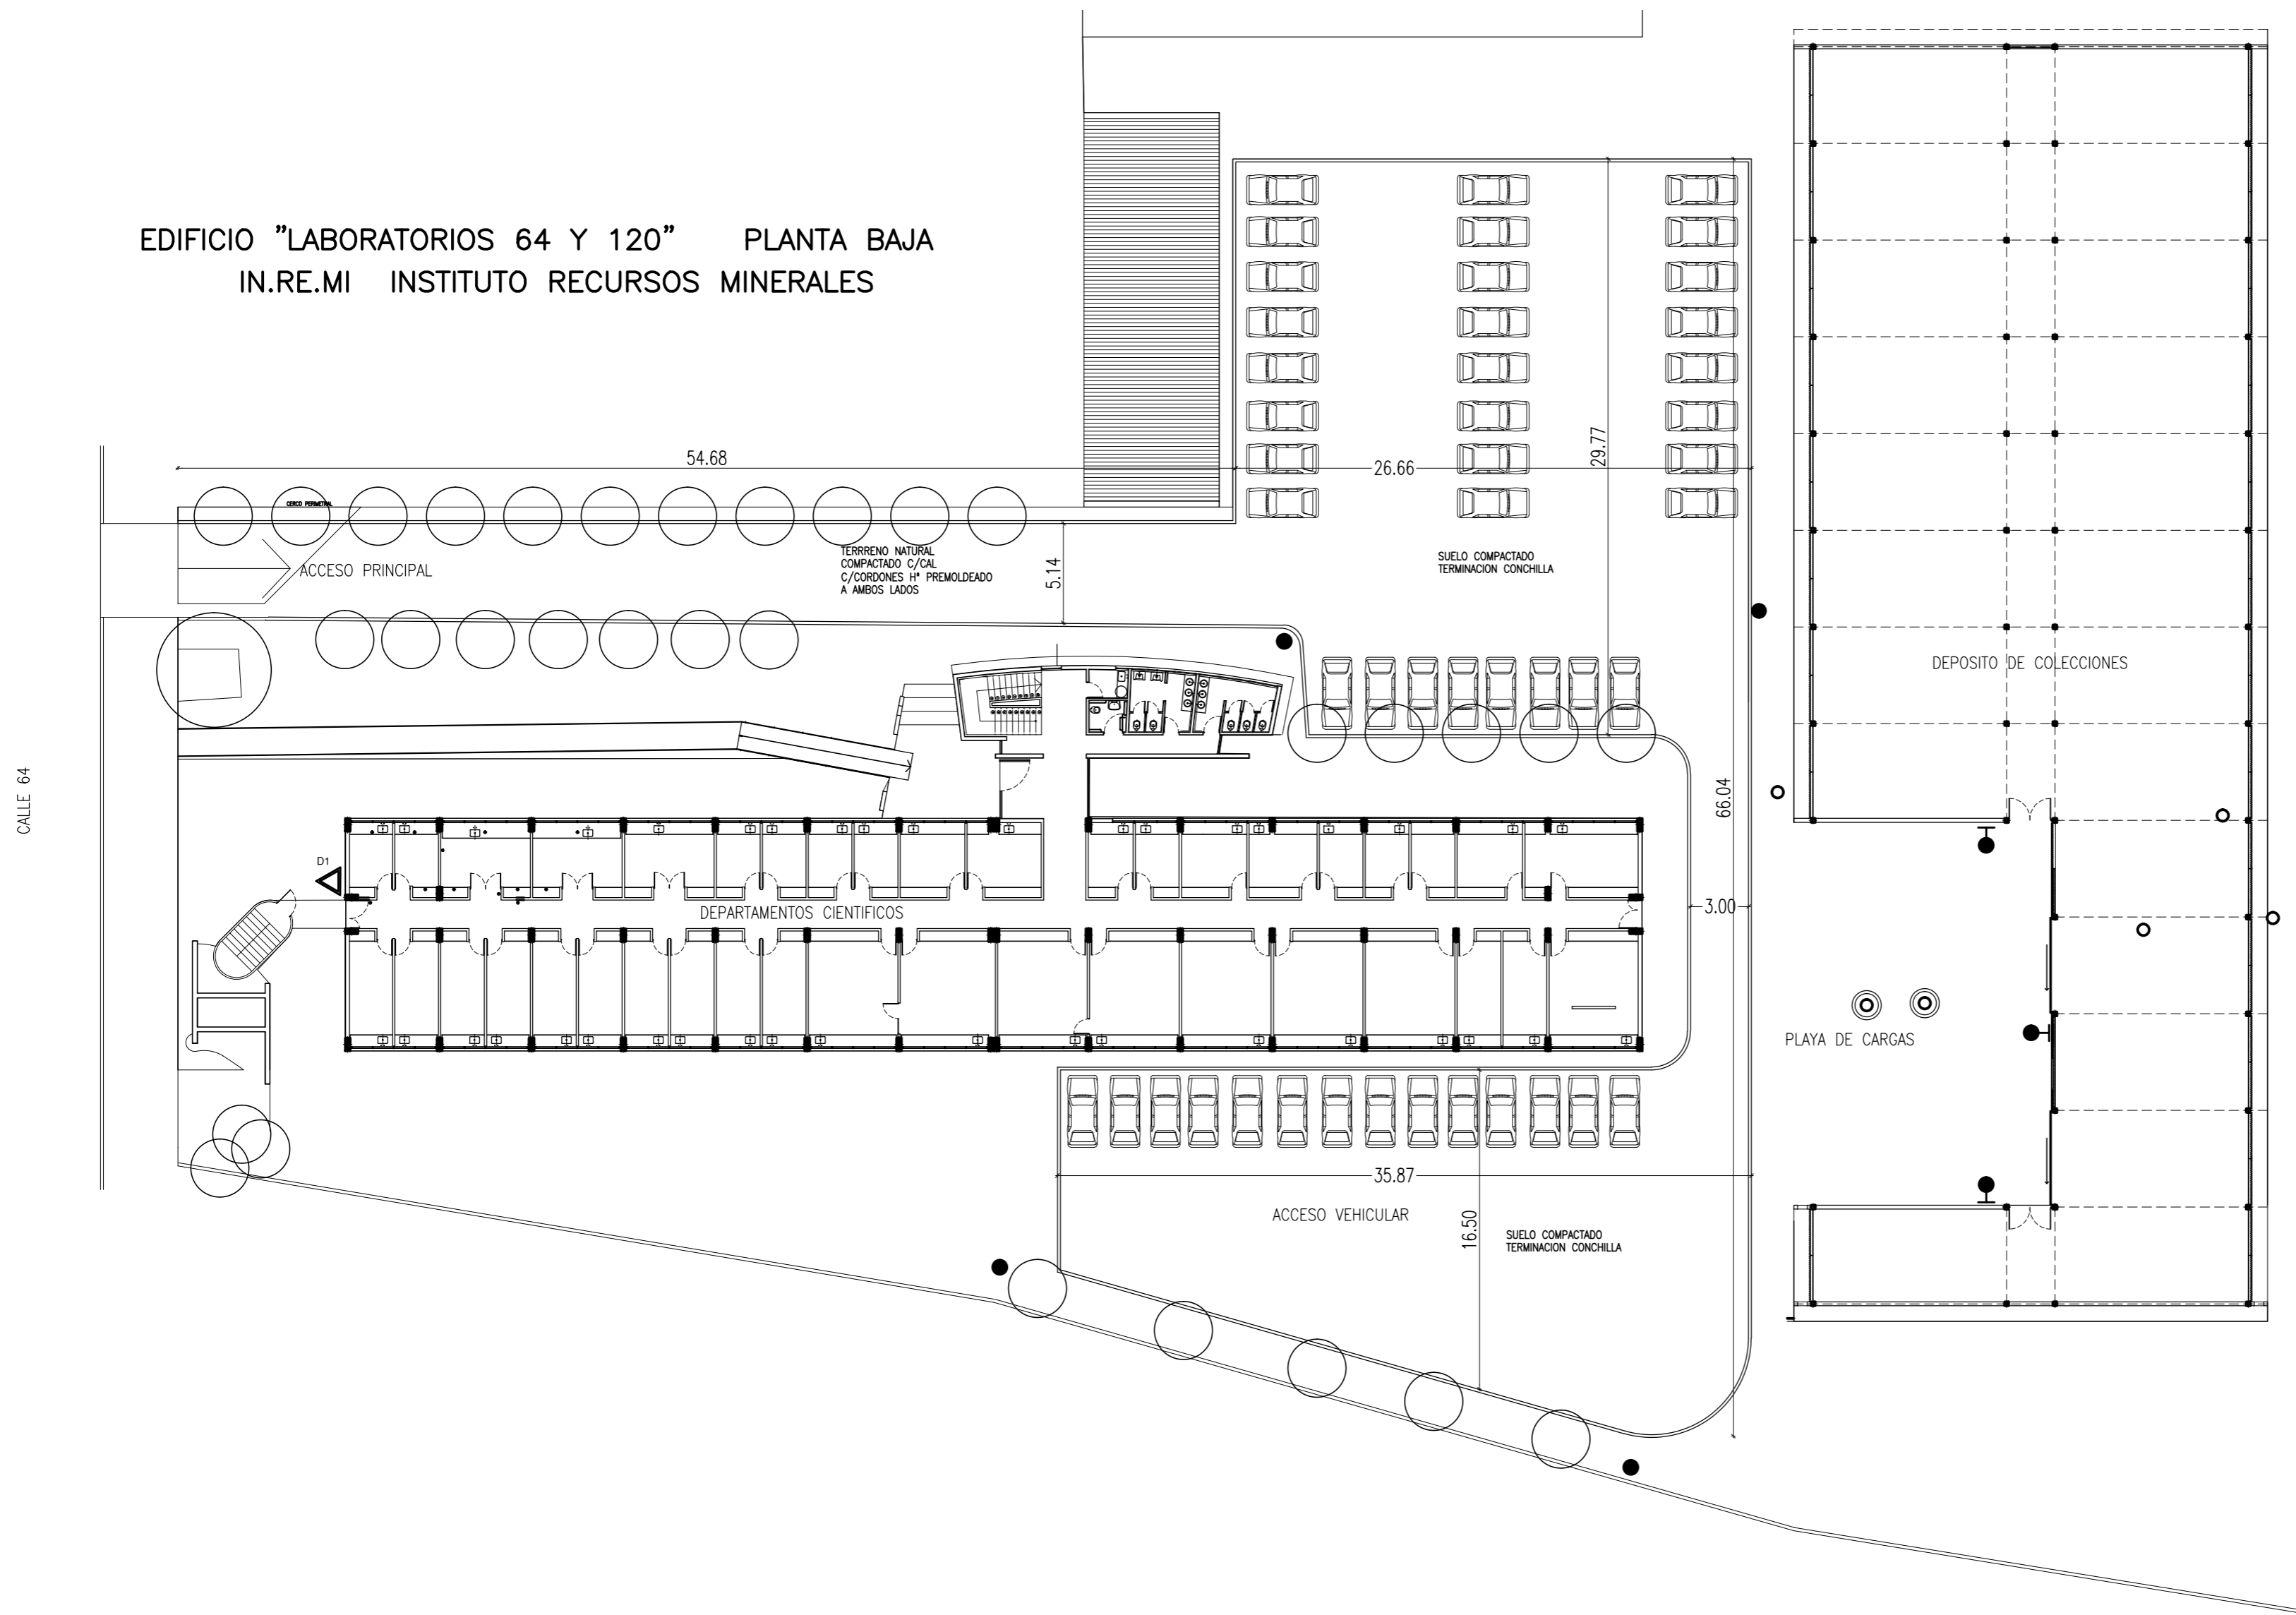 EDIFICIO "LABORATORIOS 64 Y 120" PLANTA BAJA
IN.RE.MI INSTITUTO RECURSOS MINERALES
54.68
26.66
29.77
CERCO PERIMETRAL
ACCESO PRINCIPAL
TERRRENO NATURAL
COMPACTADO C/CAL
C/CORDONES Hº PREMOLDEADO
A AMBOS LADOS
5.14
SUELO COMPACTADO
TERMINACION CONCHILLA
DEPOSITO DE COLECCIONES
CALLE 64
66.04
D1
DEPARTAMENTOS CIENTIFICOS
3.00
PLAYA DE CARGAS
35.87
ACCESO VEHICULAR
16.50
SUELO COMPACTADO
TERMINACION CONCHILLA